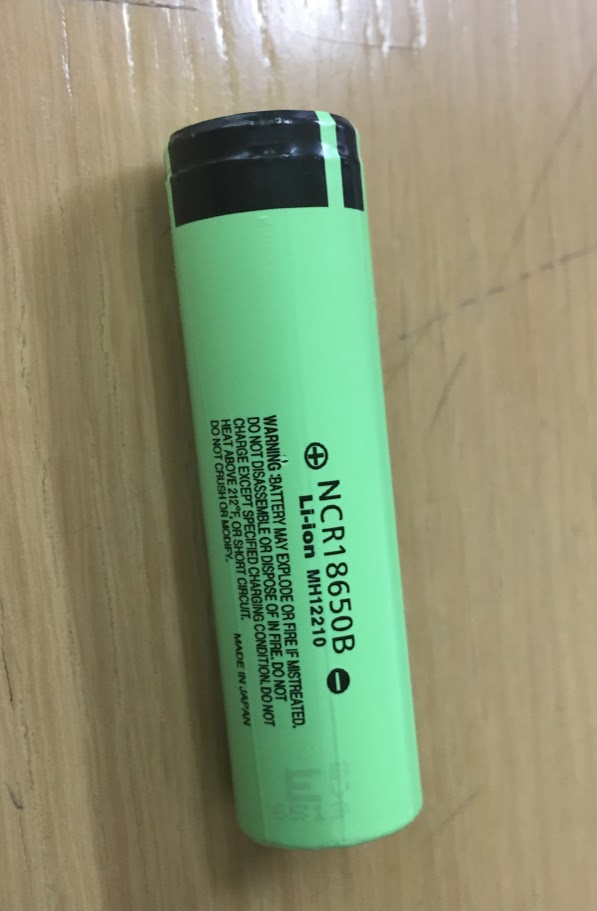 ⊕ NCR18650B ⊖
Li-ion MH12210
WARNING :BATTERY MAY EXPLODE OR FIRE IF MISTREATED.
DO NOT DISASSEMBLE OR DISPOSE OF IN FIRE. DO NOT
CHARGE EXCEPT SPECIFIED CHARGING CONDITION. DO NOT
HEAT ABOVE 212°F, OR SHORT CIRCUIT.
DO NOT CRUSH OR MODIFY. MADE IN JAPAN